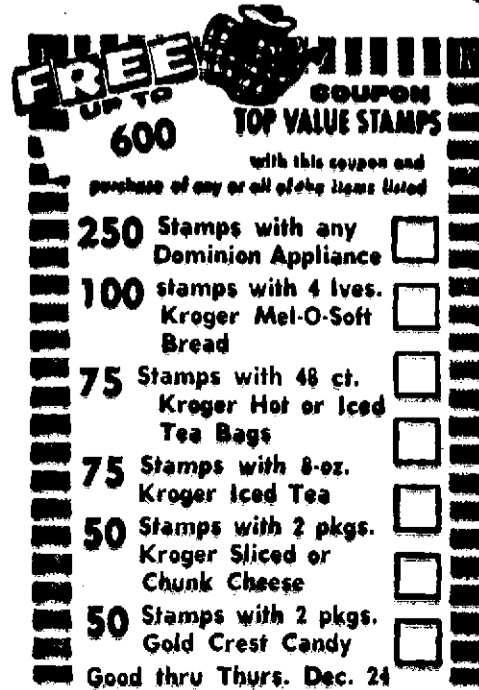 FREE
UP TO
600
COUPON
TOP VALUE STAMPS
with this coupon and
purchase of any or all of the items listed
250 Stamps with any
Dominion Appliance
100 stamps with 4 lves.
Kroger Mel-O-Soft
Bread
75 Stamps with 48 ct.
Kroger Hot or Iced
Tea Bags
75 Stamps with 8-oz.
Kroger Iced Tea
50 Stamps with 2 pkgs.
Kroger Sliced or
Chunk Cheese
50 Stamps with 2 pkgs.
Gold Crest Candy
Good thru Thurs. Dec. 24